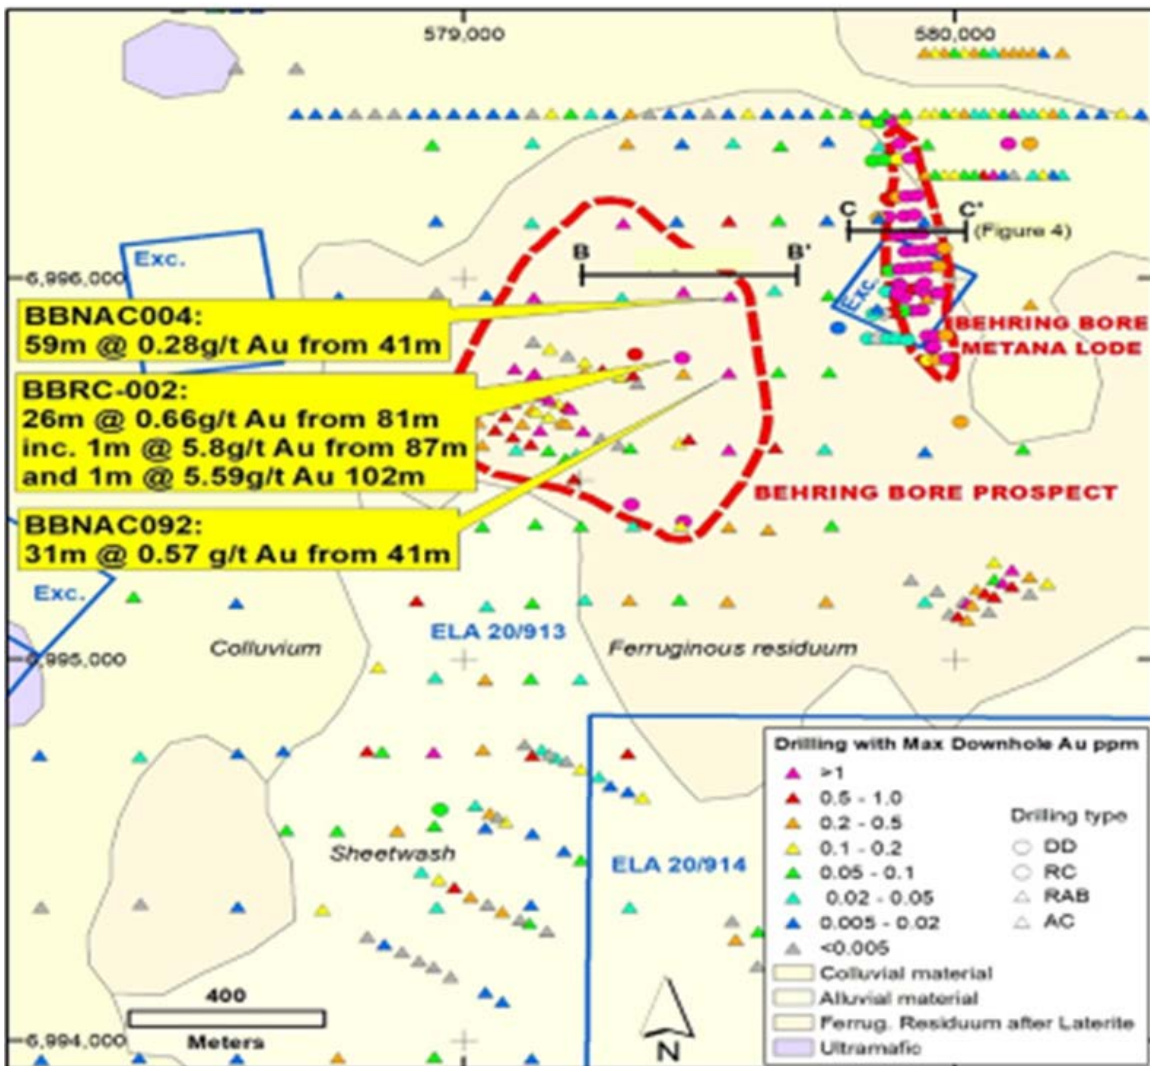 579,000
580,000
C
C'
(Figure 4)
B
B'
Exc.
6,996,000
Exc.
BBNAC004:
59m @ 0.28g/t Au from 41m
BEHRING BORE
METANA LODE
BBRC-002:
26m @ 0.66g/t Au from 81m
inc. 1m @ 5.8g/t Au from 87m
and 1m @ 5.59g/t Au 102m
BEHRING BORE PROSPECT
BBNAC092:
31m @ 0.57 g/t Au from 41m
Exc.
ELA 20/913
Colluvium
Ferruginous residuum
6,995,000
Drilling with Max Downhole Au ppm
>1
0.5 - 1.0
0.2 - 0.5
0.1 - 0.2
0.05 - 0.1
0.02 - 0.05
0.005 - 0.02
<0.005
Drilling type
DD
RC
RAB
AC
Colluvial material
Alluvial material
Ferrug. Residuum after Laterite
Ultramafic
Sheetwash
ELA 20/914
400
Meters
6,994,000
N